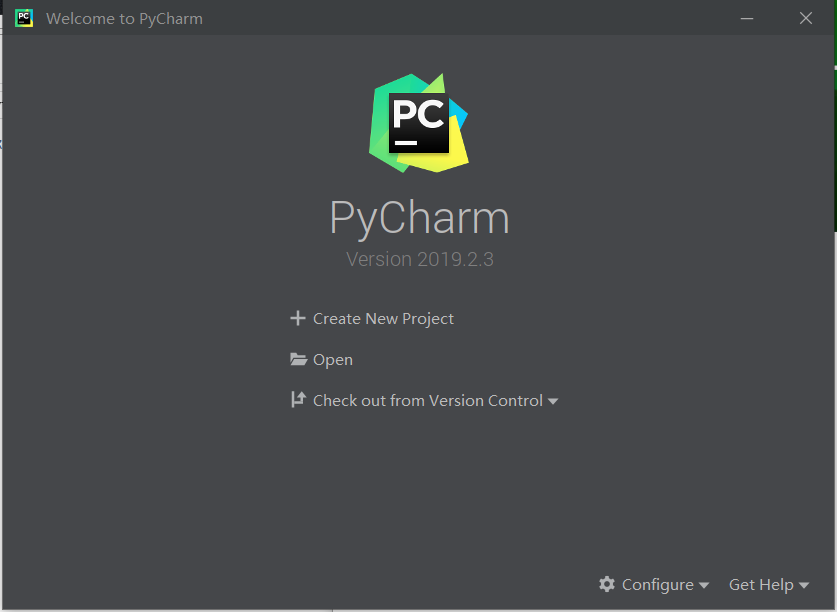 Welcome to PyCharm
PC
PyCharm
Version 2019.2.3
Create New Project
Open
Check out from Version Control
Configure
Get Help